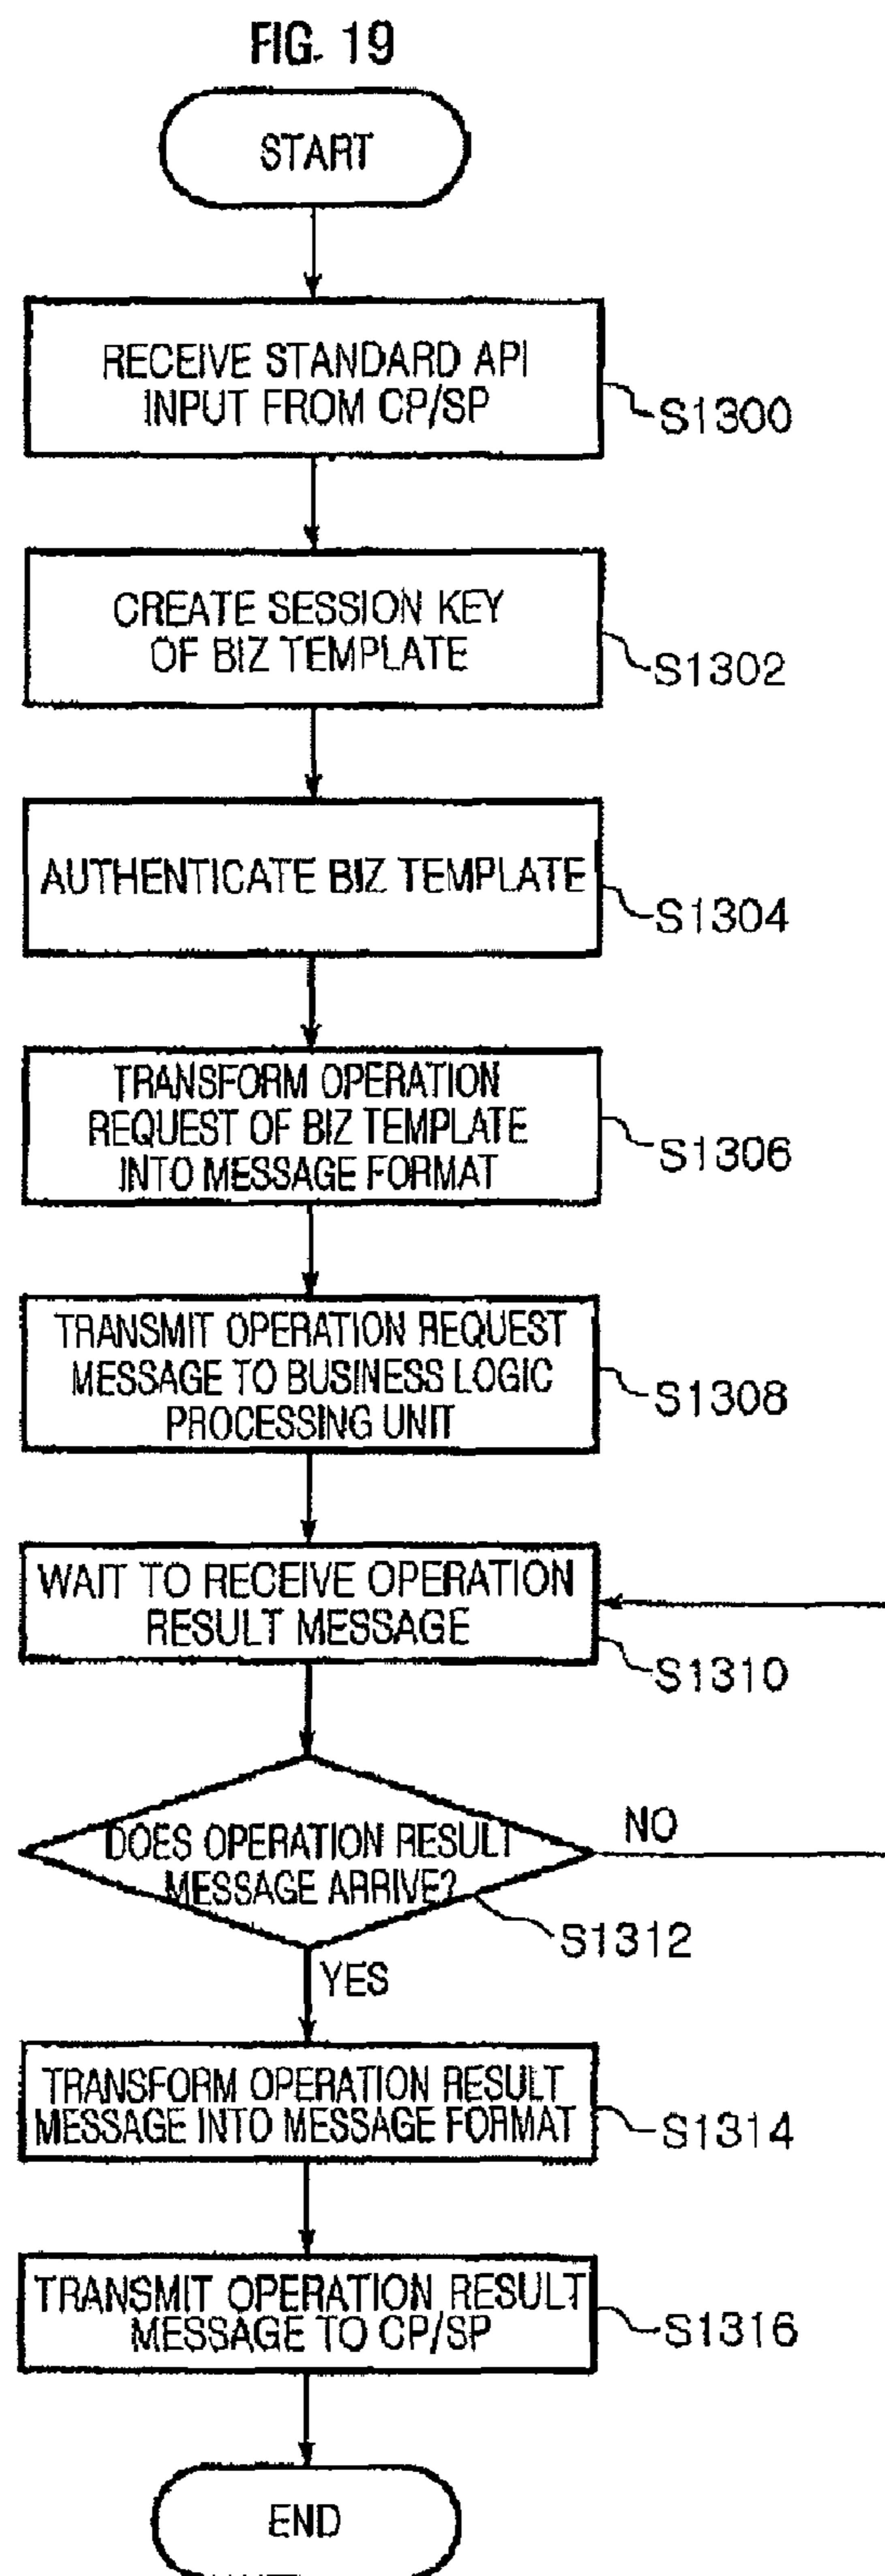 FIG. 19
START
RECEIVE STANDARD API
INPUT FROM CP/SP
S1300
CREATE SESSION KEY
OF BIZ TEMPLATE
S1302
AUTHENTICATE BIZ TEMPLATE
S1304
TRANSFORM OPERATION
REQUEST OF BIZ TEMPLATE
INTO MESSAGE FORMAT
S1306
TRANSMIT OPERATION REQUEST
MESSAGE TO BUSINESS LOGIC
PROCESSING UNIT
S1308
WAIT TO RECEIVE OPERATION
RESULT MESSAGE
S1310
DOES OPERATION RESULT
MESSAGE ARRIVE?
NO
S1312
YES
TRANSFORM OPERATION RESULT
MESSAGE INTO MESSAGE FORMAT
S1314
TRANSMIT OPERATION RESULT
MESSAGE TO CP/SP
S1316
END